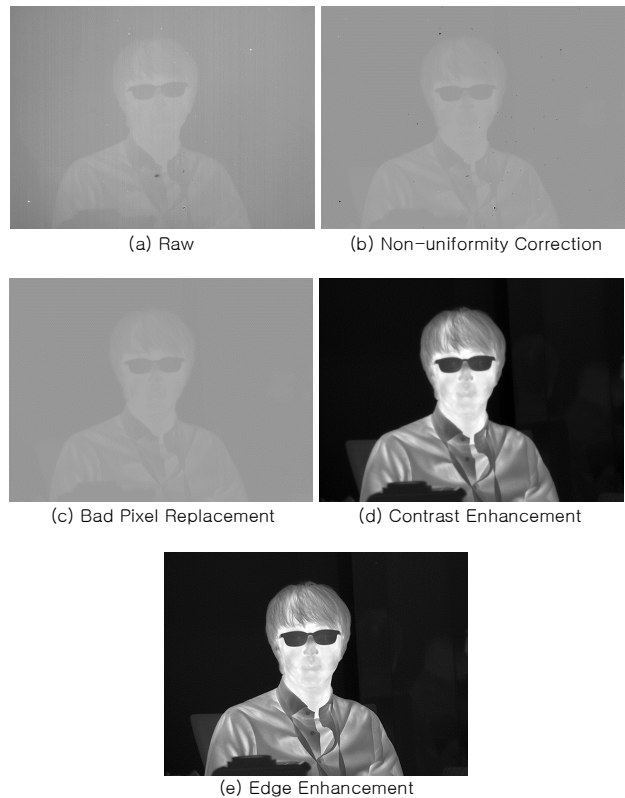 (a) Raw
(b) Non-uniformity Correction
(c) Bad Pixel Replacement
(d) Contrast Enhancement
(e) Edge Enhancement